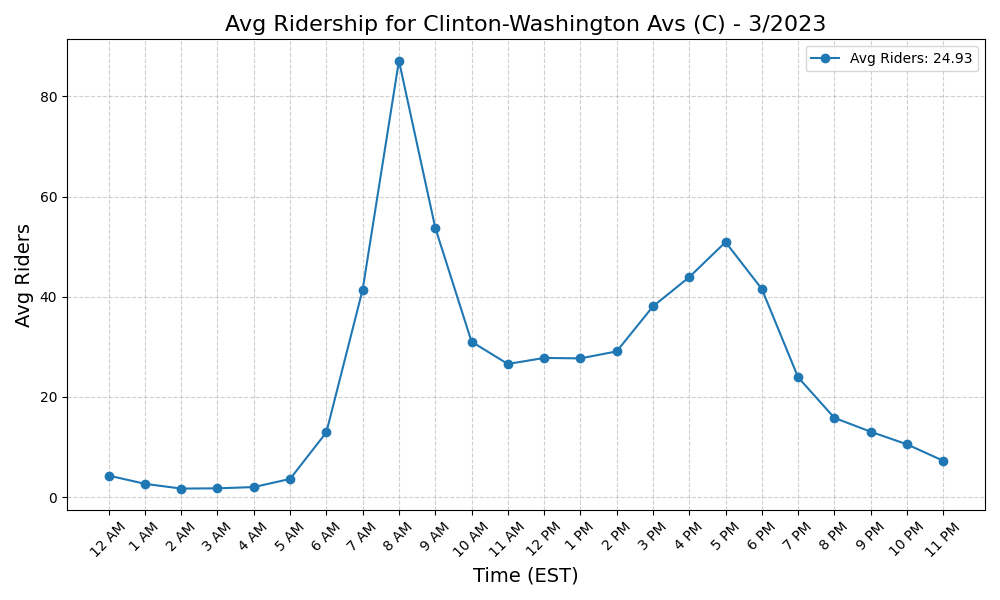 Avg Ridership for Clinton-Washington Avs (C) - 3/2023
Avg Riders: 24.93
Avg Riders
80
60
40
20
0
12 AM
1 AM
2 AM
3 AM
4 AM
5 AM
6 AM
7 AM
8 AM
9 AM
10 AM
11 AM
12 PM
1 PM
2 PM
3 PM
4 PM
5 PM
6 PM
7 PM
8 PM
9 PM
10 PM
11 PM
Time (EST)